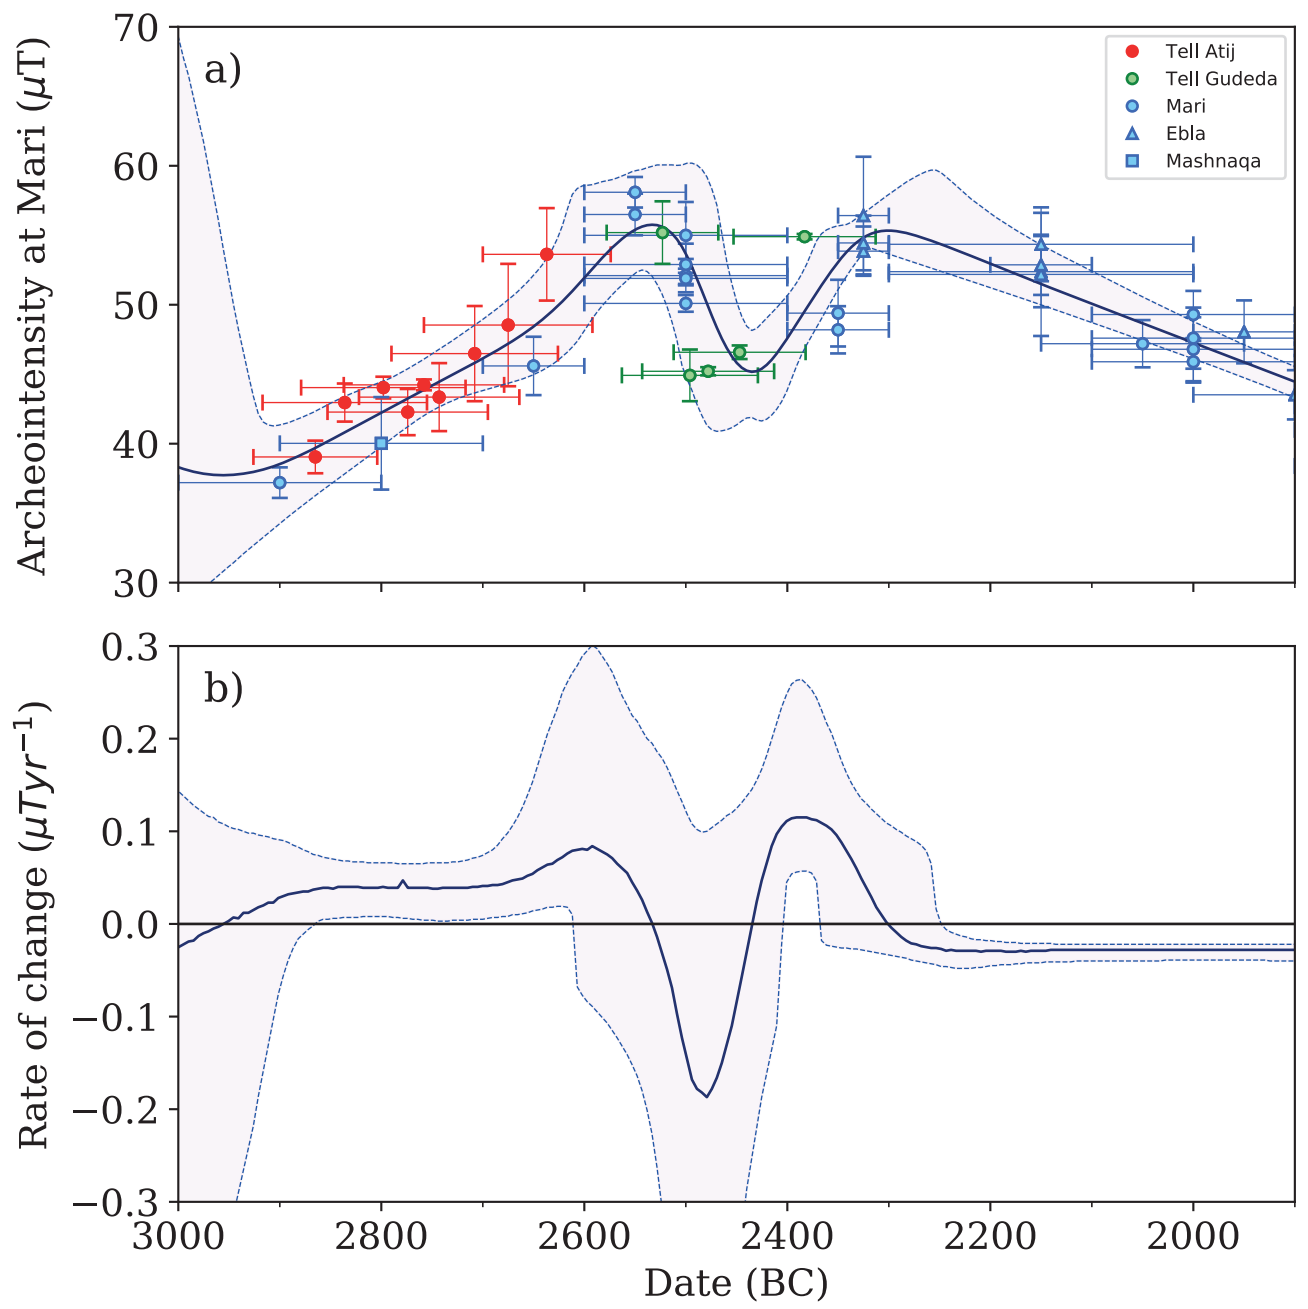 70
60
50
40
30
Archeointensity at Mari (μT)
a)
Tell Atij
Tell Gudeda
Mari
Ebla
Mashnaqa
0.3
0.2
0.1
0.0
−0.1
−0.2
−0.3
Rate of change (μTyr⁻¹)
b)
3000 2800 2600 2400 2200 2000
Date (BC)